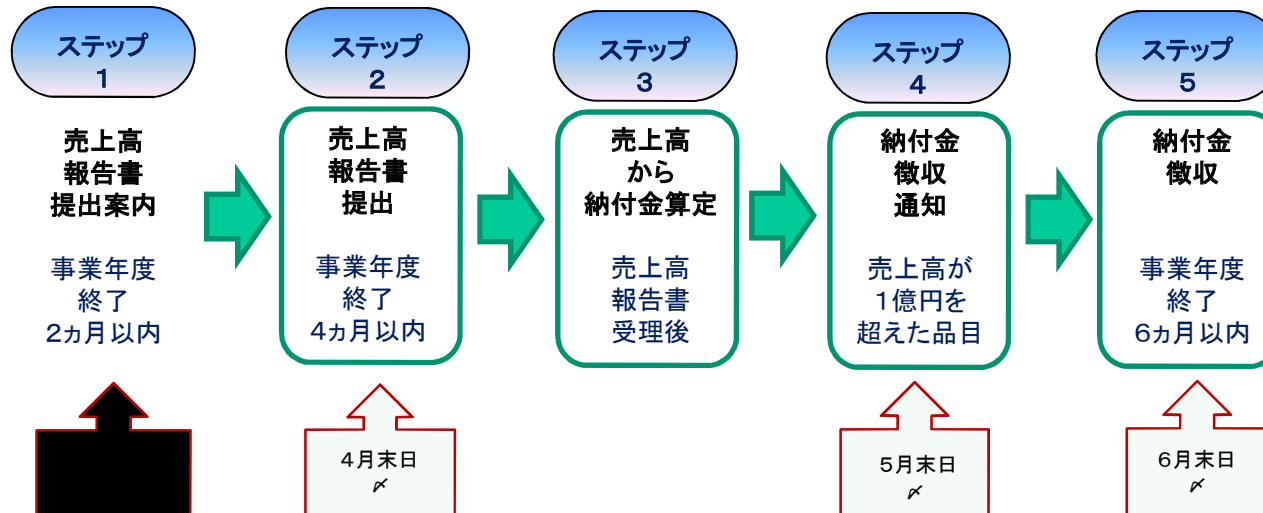 ステップ
1
売上高
報告書
提出案内
事業年度
終了
2ヵ月以内
ステップ
2
売上高
報告書
提出
事業年度
終了
4ヵ月以内
4月末日
〆
ステップ
3
売上高
から
納付金算定
売上高
報告書
受理後
ステップ
4
納付金
徴収
通知
売上高が
1億円を
超えた品目
5月末日
〆
ステップ
5
納付金
徴収
事業年度
終了
6ヵ月以内
6月末日
〆